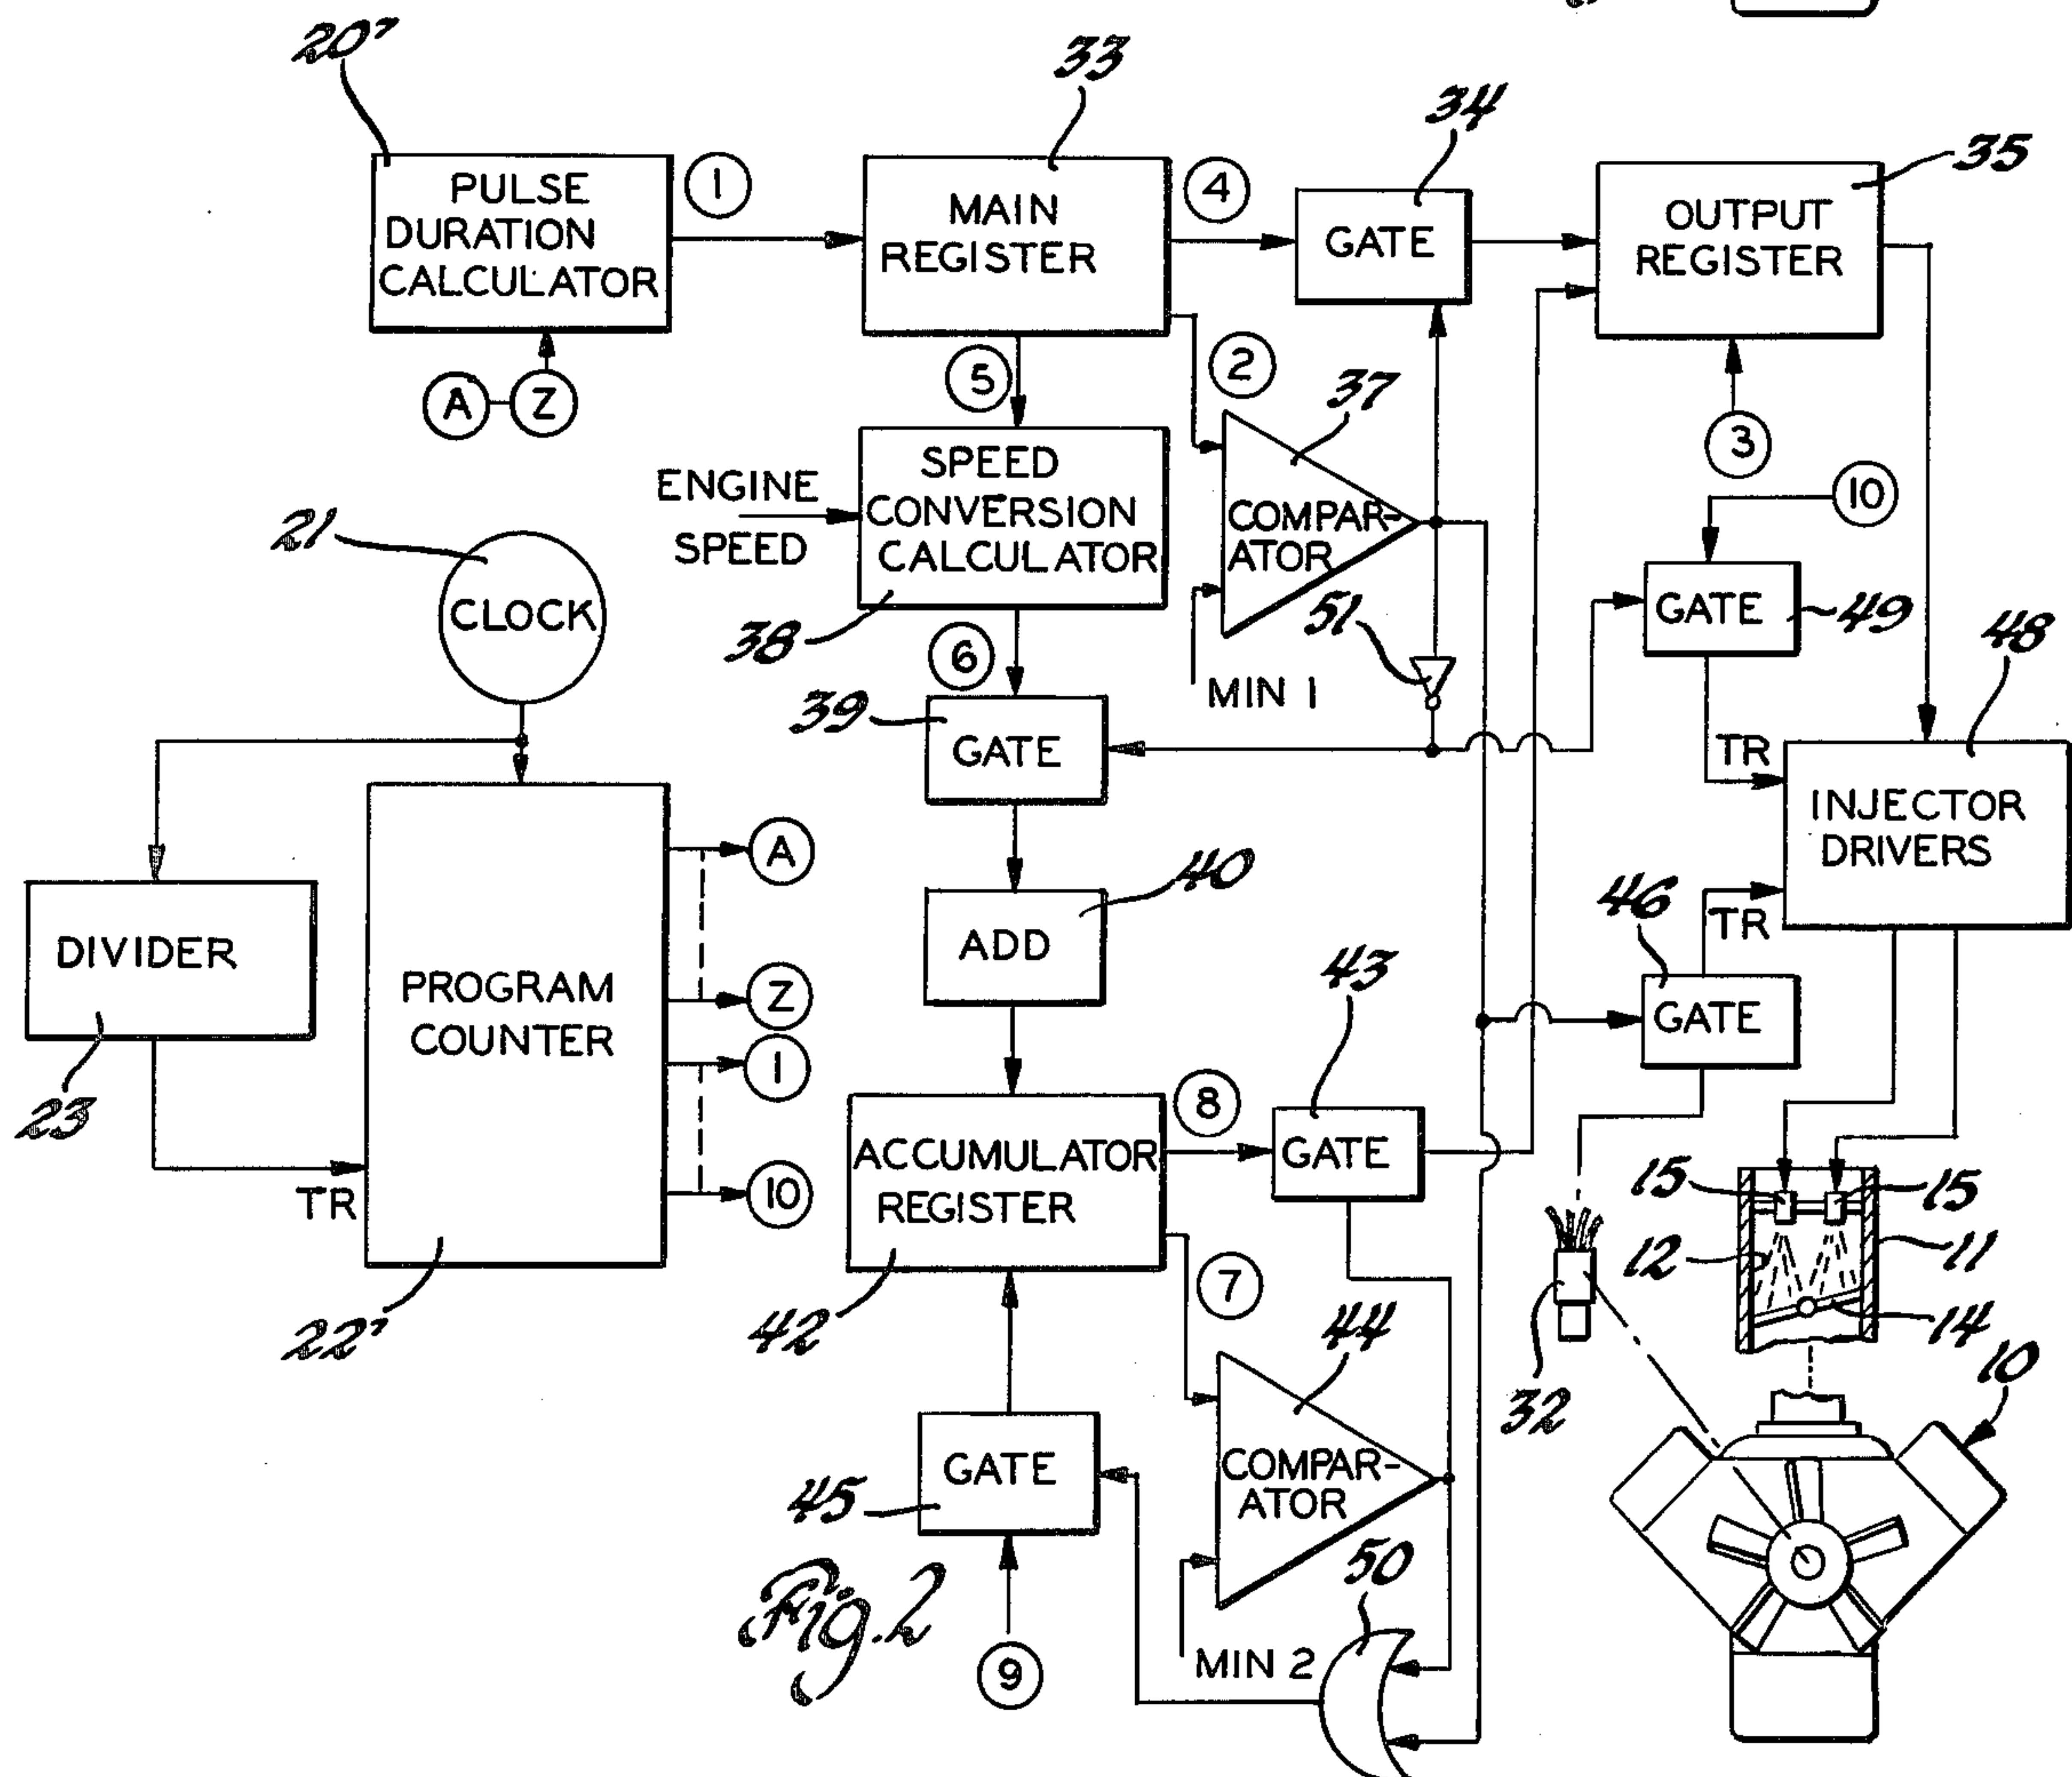 20'
33
34
35
PULSE
DURATION
CALCULATOR
1
MAIN
REGISTER
4
GATE
OUTPUT
REGISTER
A
Z
5
2
37
3
10
ENGINE
SPEED
SPEED
CONVERSION
CALCULATOR
COMPAR-
ATOR
38
MIN 1
51
GATE
49
48
21
CLOCK
6
39
GATE
TR
INJECTOR
DRIVERS
TR
DIVIDER
23
TR
PROGRAM
COUNTER
22'
A
Z
1
10
ADD
40
46
GATE
43
ACCUMULATOR
REGISTER
8
GATE
42
7
15
15
12
11
14
32
10
44
COMPAR-
ATOR
GATE
45
9
MIN 2
50
Fig. 2